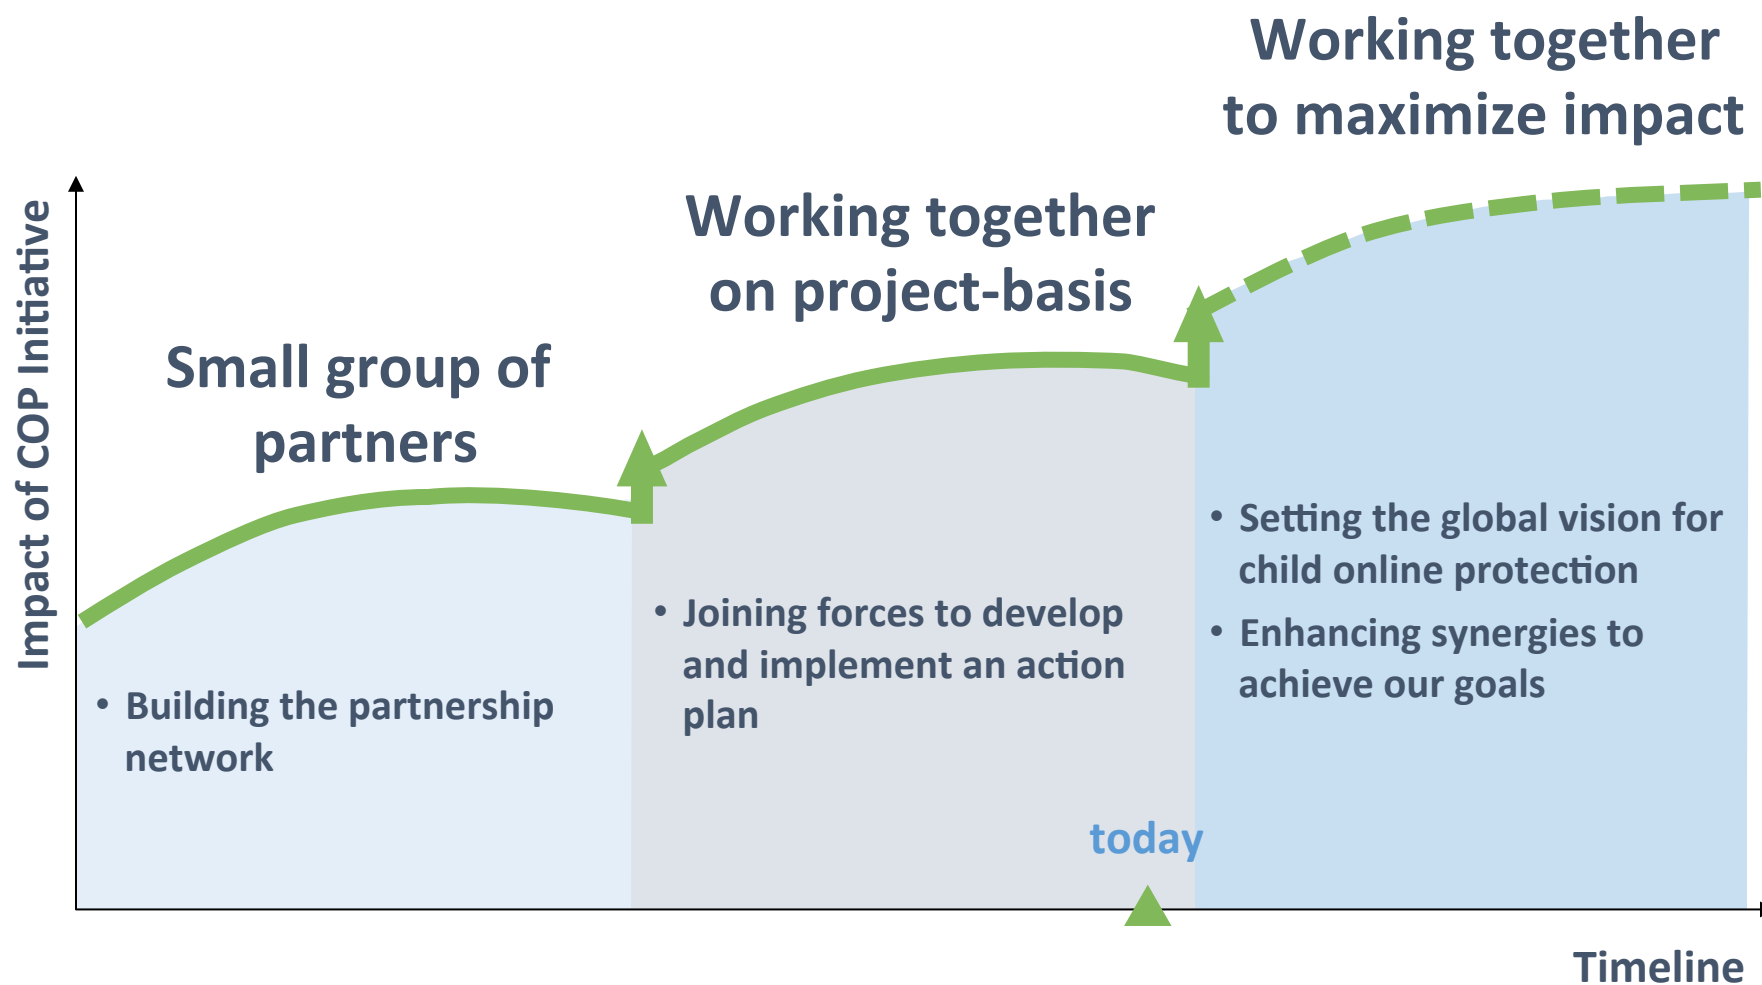 Working together
to maximize impact
Working together
on project-basis
Small group of
partners
Impact of COP Initiative
• Building the partnership
network
• Joining forces to develop
and implement an action
plan
• Setting the global vision for
child online protection
• Enhancing synergies to
achieve our goals
today
Timeline